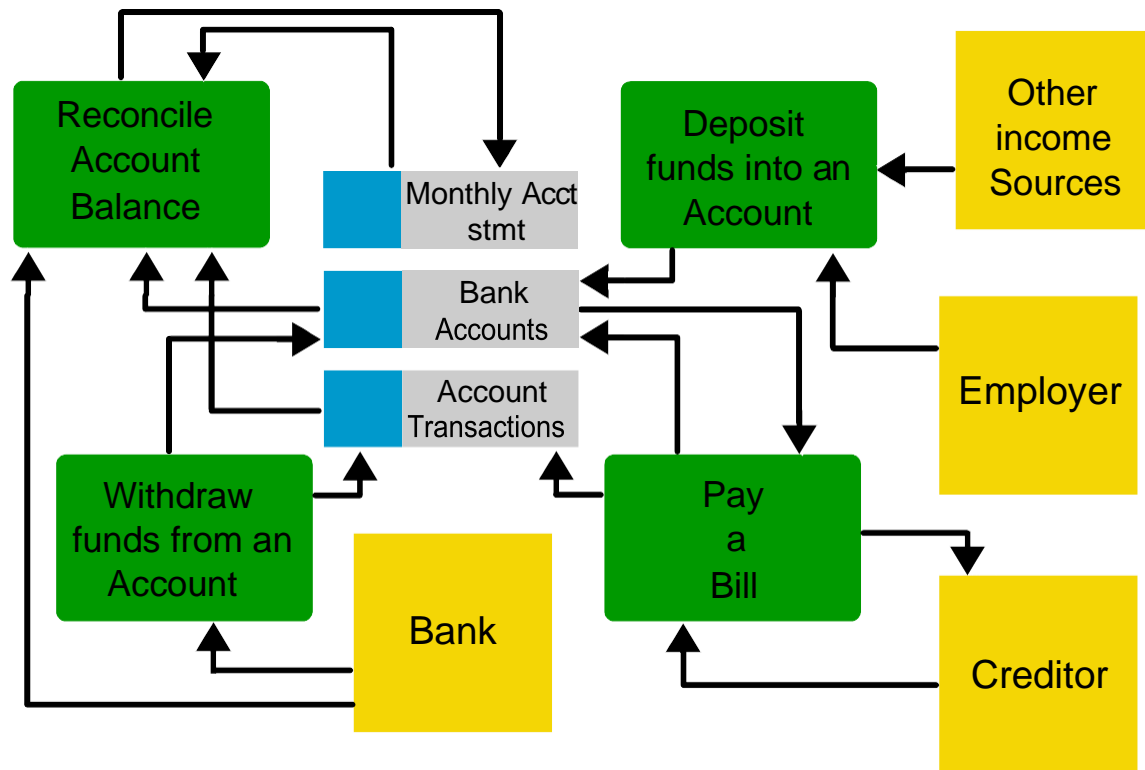 Reconcile
Account
Balance
Monthly Acct
stmt
Bank
Accounts
Account
Transactions
Deposit
funds into an
Account
Other
income
Sources
Employer
Withdraw
funds from an
Account
Bank
Pay
a
Bill
Creditor